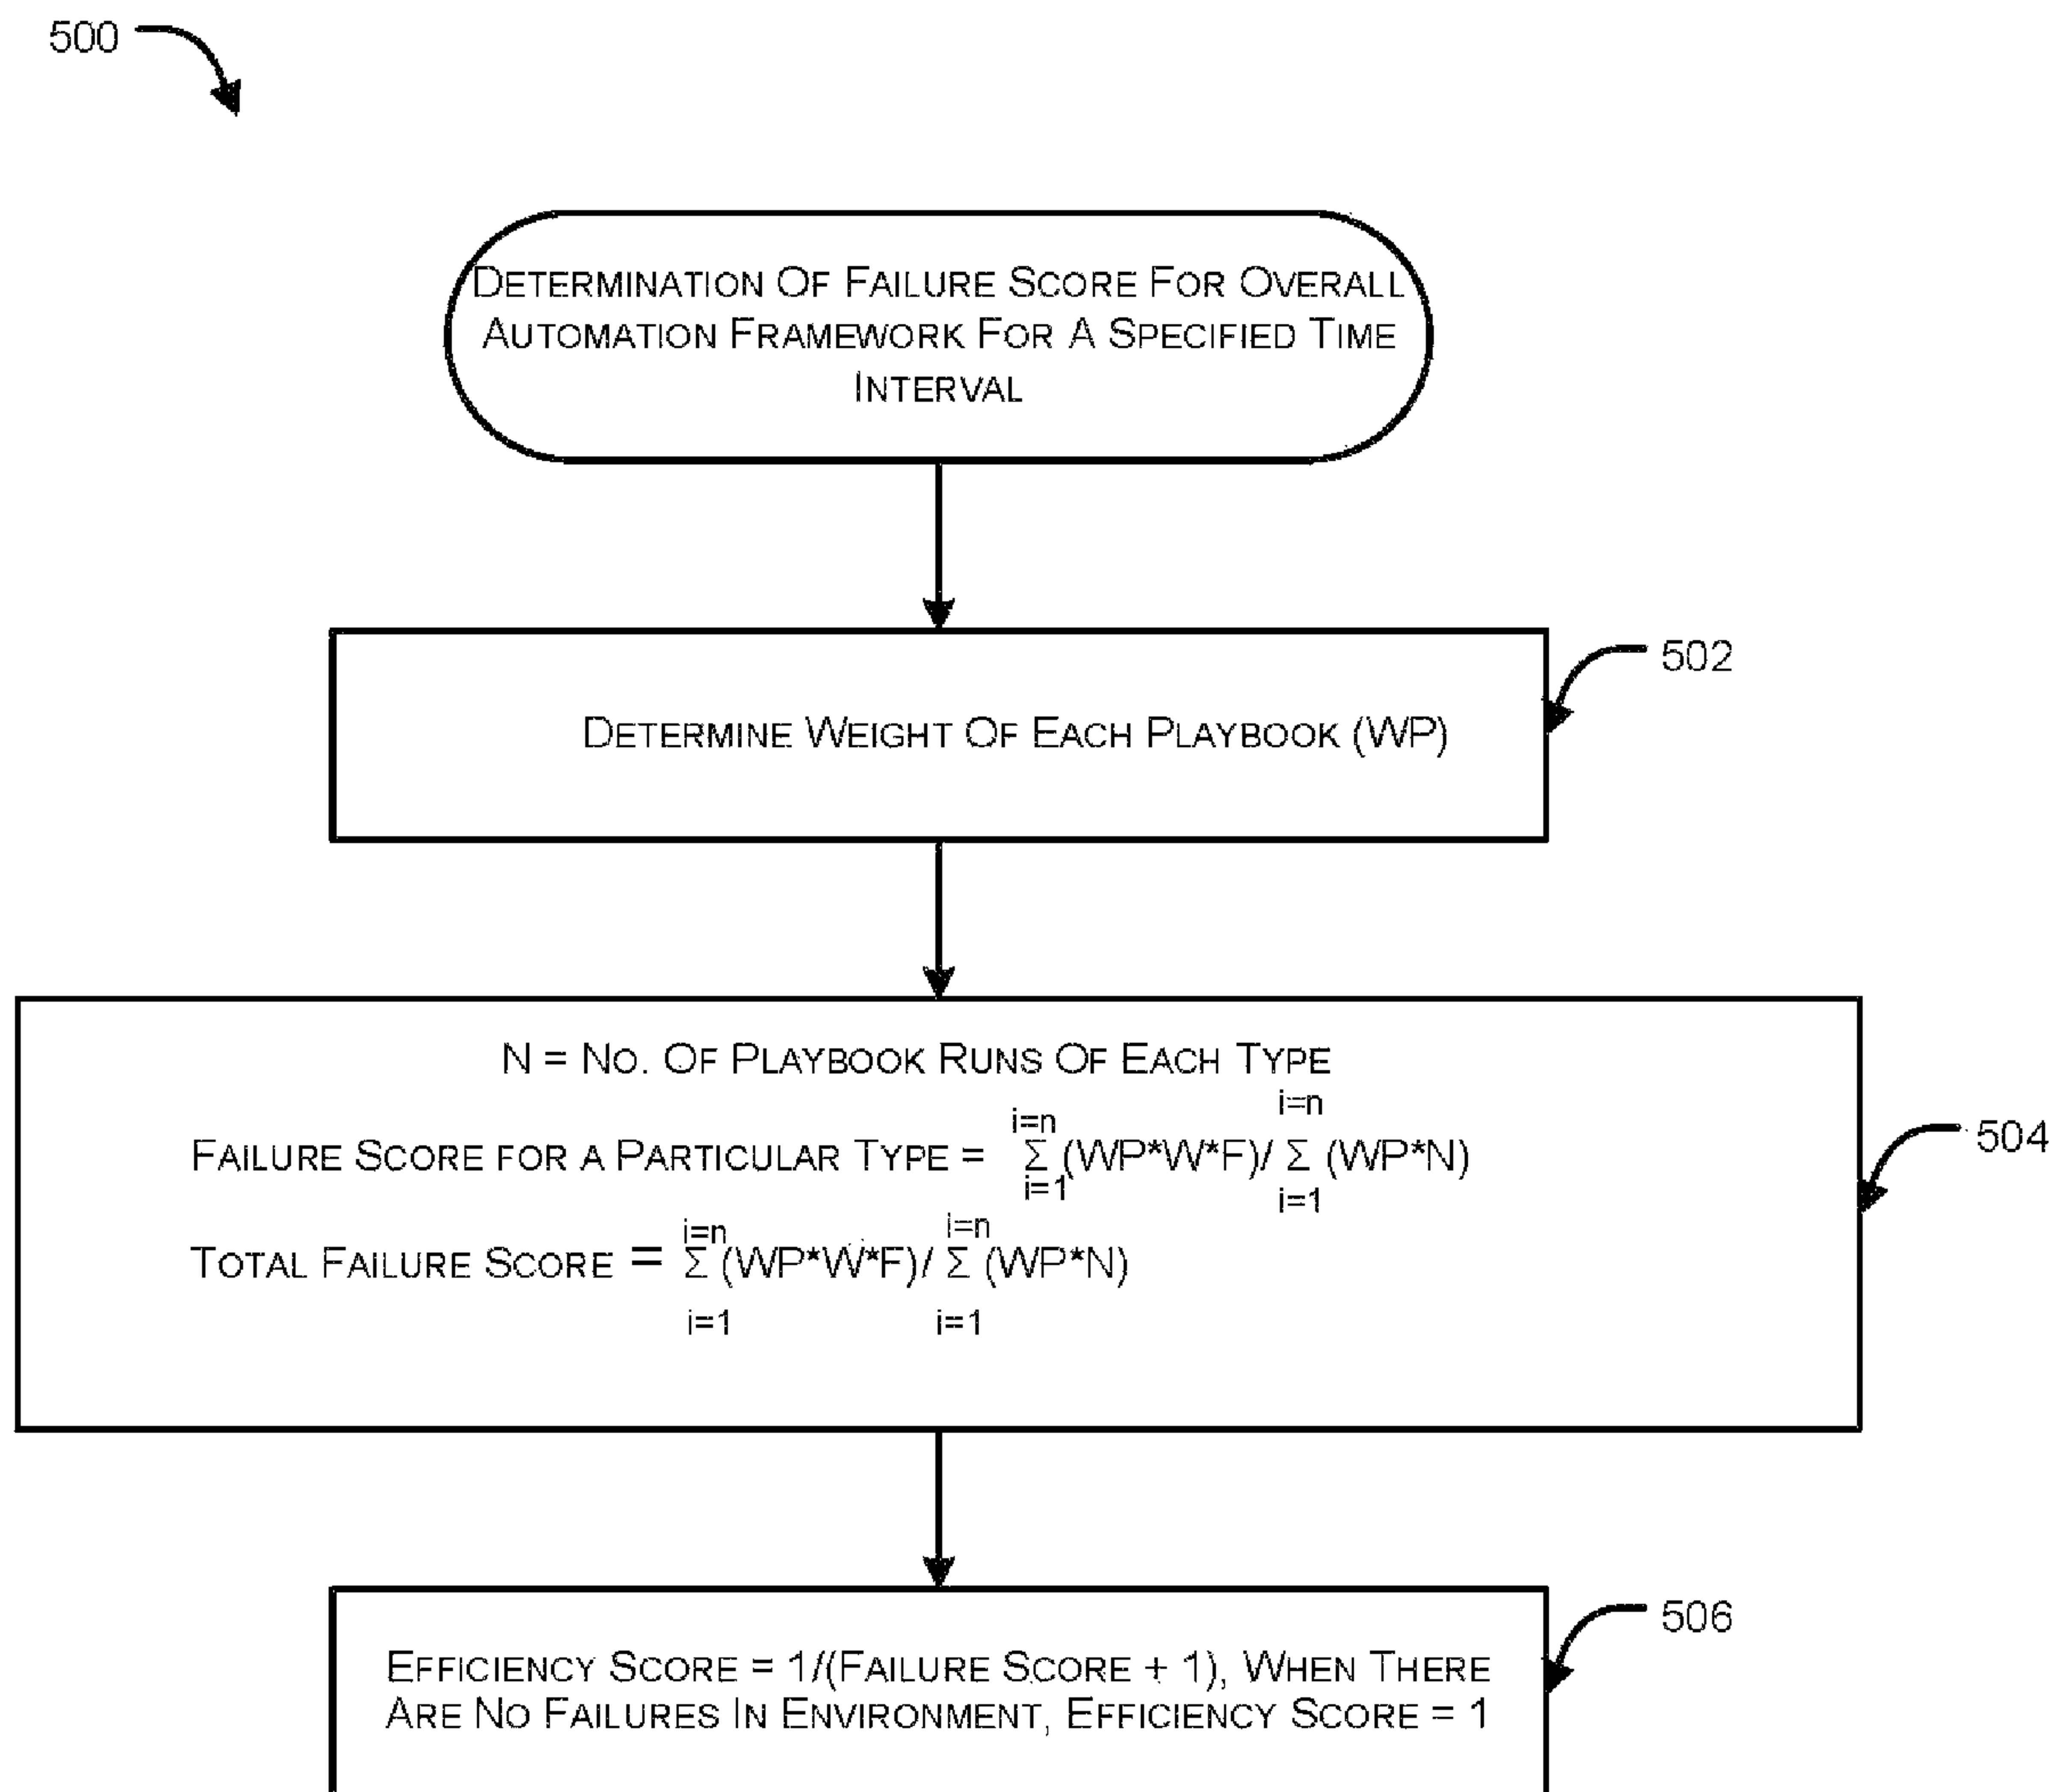 500
DETERMINATION OF FAILURE SCORE FOR OVERALL
AUTOMATION FRAMEWORK FOR A SPECIFIED TIME
INTERVAL
502
DETERMINE WEIGHT OF EACH PLAYBOOK (WP)
504
N = NO. OF PLAYBOOK RUNS OF EACH TYPE
i=n i=n
FAILURE SCORE FOR A PARTICULAR TYPE = Σ (WP*W*F)/ Σ (WP*N)
i=1 i=1
i=n i=n
TOTAL FAILURE SCORE = Σ (WP*W*F)/ Σ (WP*N)
i=1 i=1
506
EFFICIENCY SCORE = 1/(FAILURE SCORE + 1), WHEN THERE
ARE NO FAILURES IN ENVIRONMENT, EFFICIENCY SCORE = 1